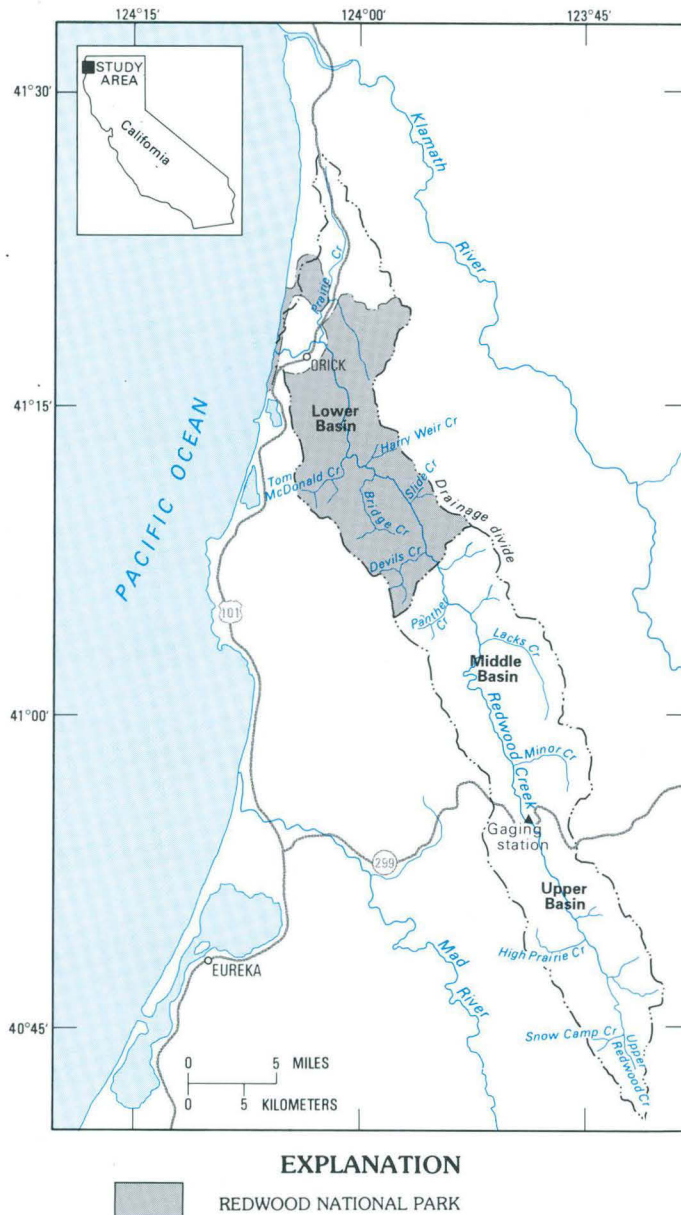 124°15'
124°00'
123°45'
41°30'
41°15'
41°00'
40°45'
STUDY
AREA
California
Klamath
River
Prairie Cr
ORICK
Lower
Basin
Harry Weir Cr
Tom
McDonald Cr
Slide Cr
Bridge Cr
Drainage divide
Devils Cr
PACIFIC OCEAN
101
Panther
Cr
Lacks Cr
Middle
Basin
Redwood Creek
Minor Cr
Gaging
station
299
Upper
Basin
High Prairie Cr
Mad
River
EUREKA
Snow Camp Cr
Upper
Redwood Cr
0 5 MILES
0 5 KILOMETERS
EXPLANATION
REDWOOD NATIONAL PARK